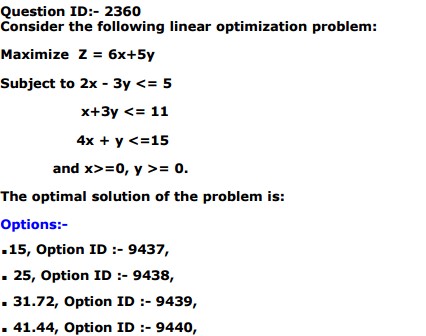 Question ID:- 2360
Consider the following linear optimization problem:
Maximize Z = 6x+5y
Subject to 2x - 3y <= 5
x+3y <= 11
4x + y <=15
and x>=0, y >= 0.
The optimal solution of the problem is:
Options:-
▪15, Option ID :- 9437,
▪ 25, Option ID :- 9438,
▪ 31.72, Option ID :- 9439,
▪ 41.44, Option ID :- 9440,